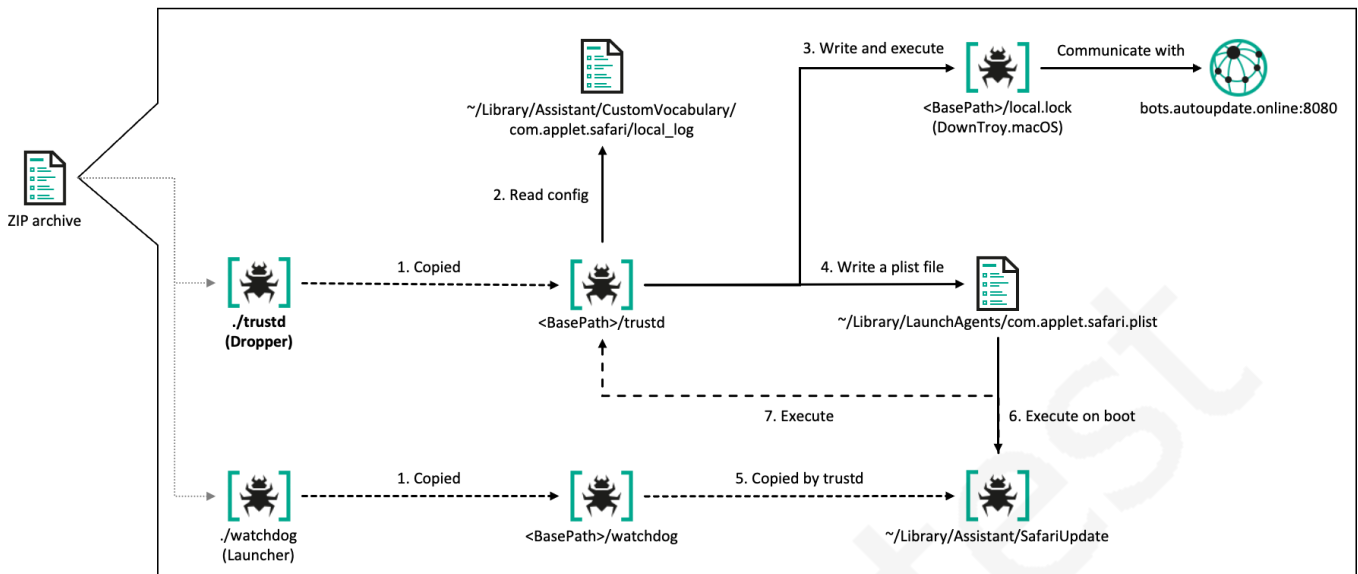 3. Write and execute
Communicate with
~/Library/Assistant/CustomVocabulary/
com.applet.safari/local_log
<BasePath>/local.lock
(DownTroy.macOS)
bots.autoupdate.online:8080
ZIP archive
2. Read config
1. Copied
4. Write a plist file
./trustd
(Dropper)
<BasePath>/trustd
~/Library/LaunchAgents/com.applet.safari.plist
7. Execute
6. Execute on boot
1. Copied
5. Copied by trustd
./watchdog
(Launcher)
<BasePath>/watchdog
~/Library/Assistant/SafariUpdate